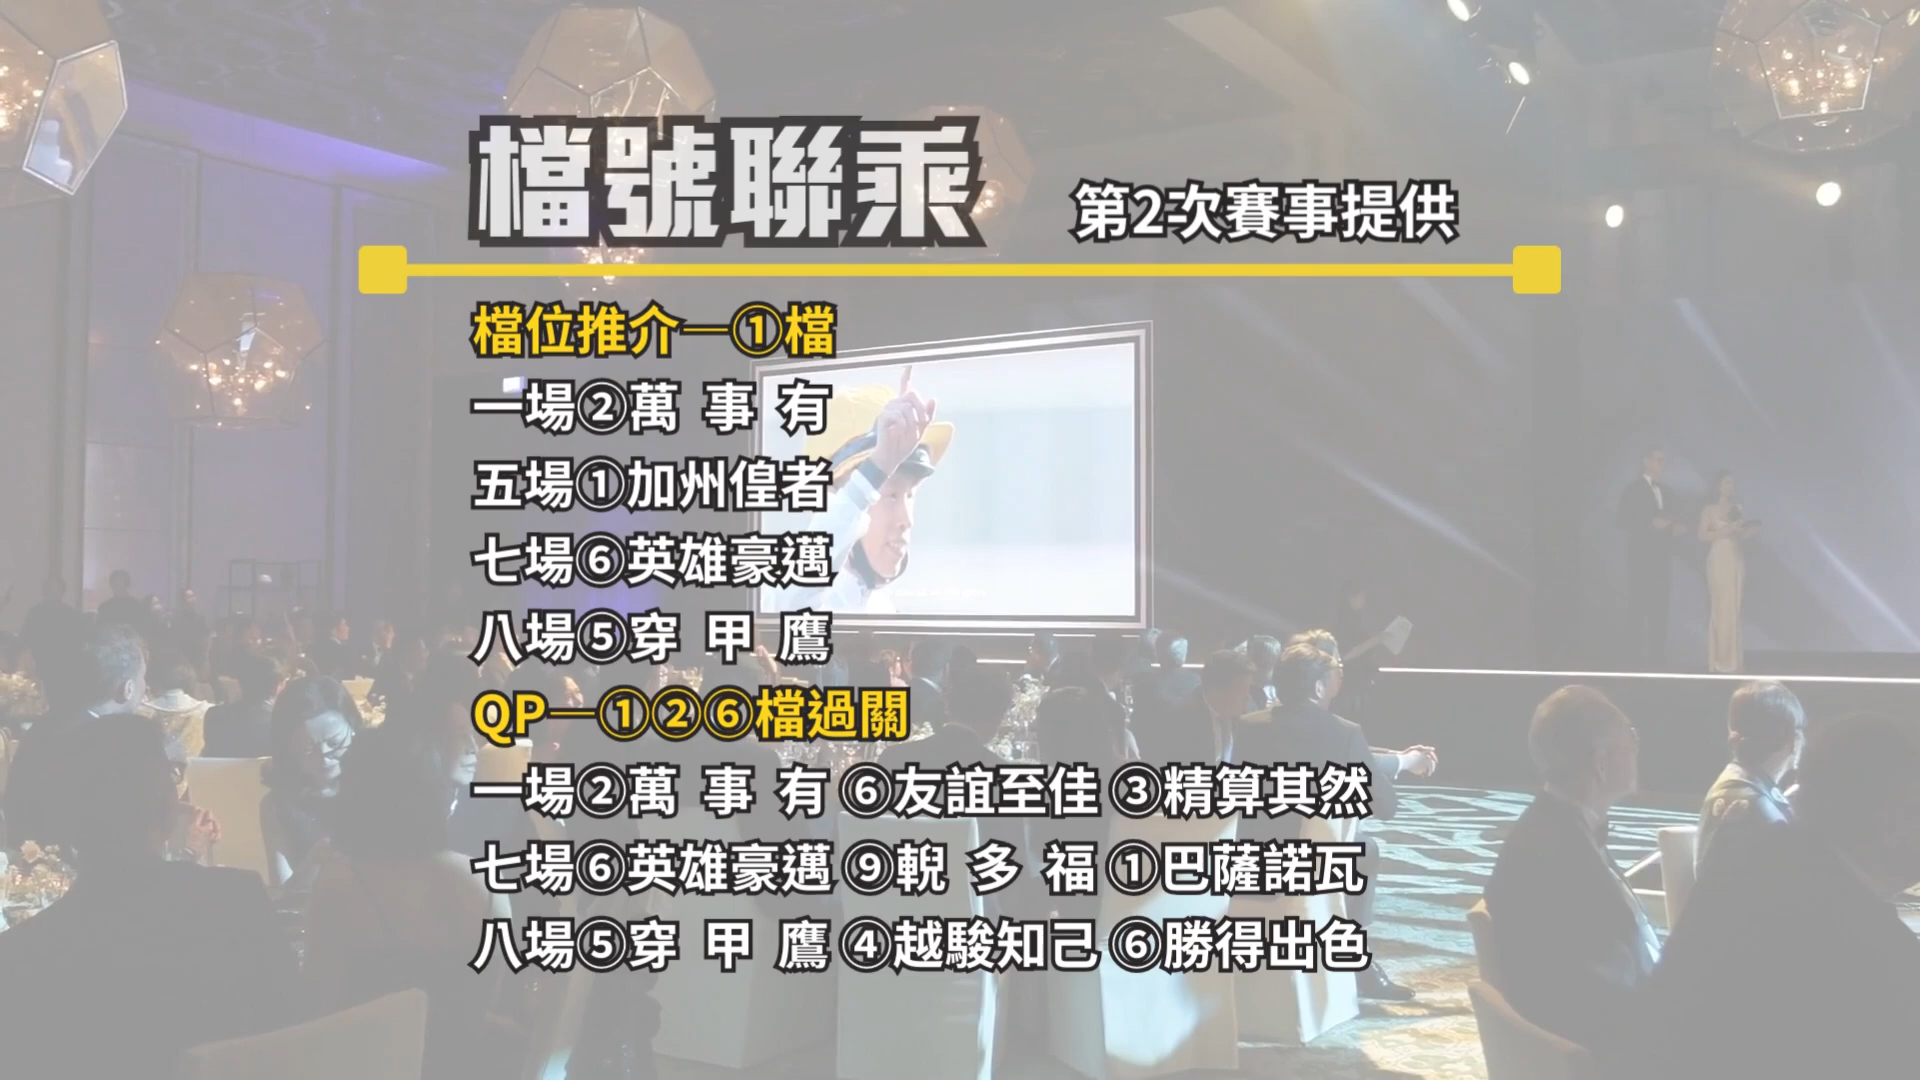 檔號聯乘
第2次賽事提供
檔位推介—①檔
一場②萬 事 有
五場①加州偟者
七場⑥英雄豪邁
八場⑤穿 甲 鷹
QP—①②⑥檔過關
一場②萬 事 有 ⑥友誼至佳 ③精算其然
七場⑥英雄豪邁 ⑨輗 多 福 ①巴薩諾瓦
八場⑤穿 甲 鷹 ④越駿知己 ⑥勝得出色